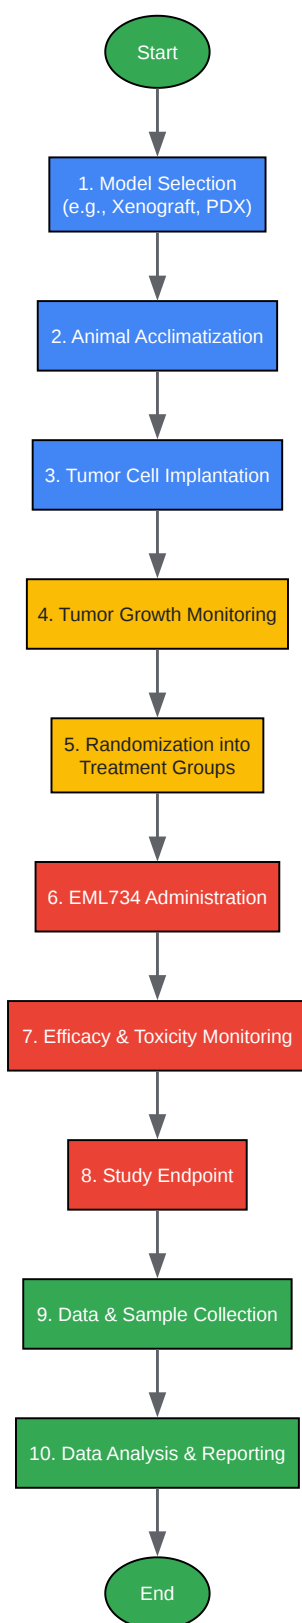 Start
1. Model Selection
(e.g., Xenograft, PDX)
2. Animal Acclimatization
3. Tumor Cell Implantation
4. Tumor Growth Monitoring
5. Randomization into
Treatment Groups
6. EML734 Administration
7. Efficacy & Toxicity Monitoring
8. Study Endpoint
9. Data & Sample Collection
10. Data Analysis & Reporting
End